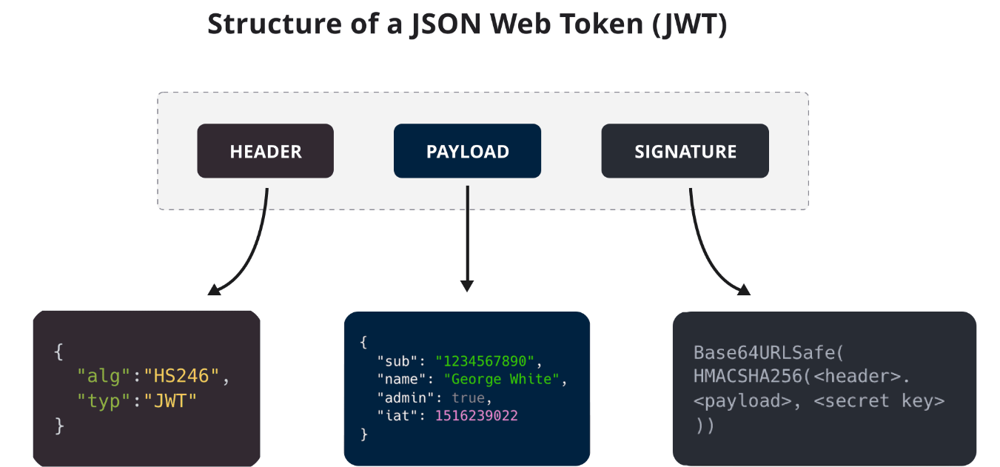 Structure of a JSON Web Token (JWT)
HEADER
PAYLOAD
SIGNATURE
{
"alg":"HS246",
"typ":"JWT"
}
{
"sub": "1234567890",
"name": "George White",
"admin": true,
"iat": 1516239022
}
Base64URLSafe(
HMACSHA256(<header>.
<payload>, <secret key>
))